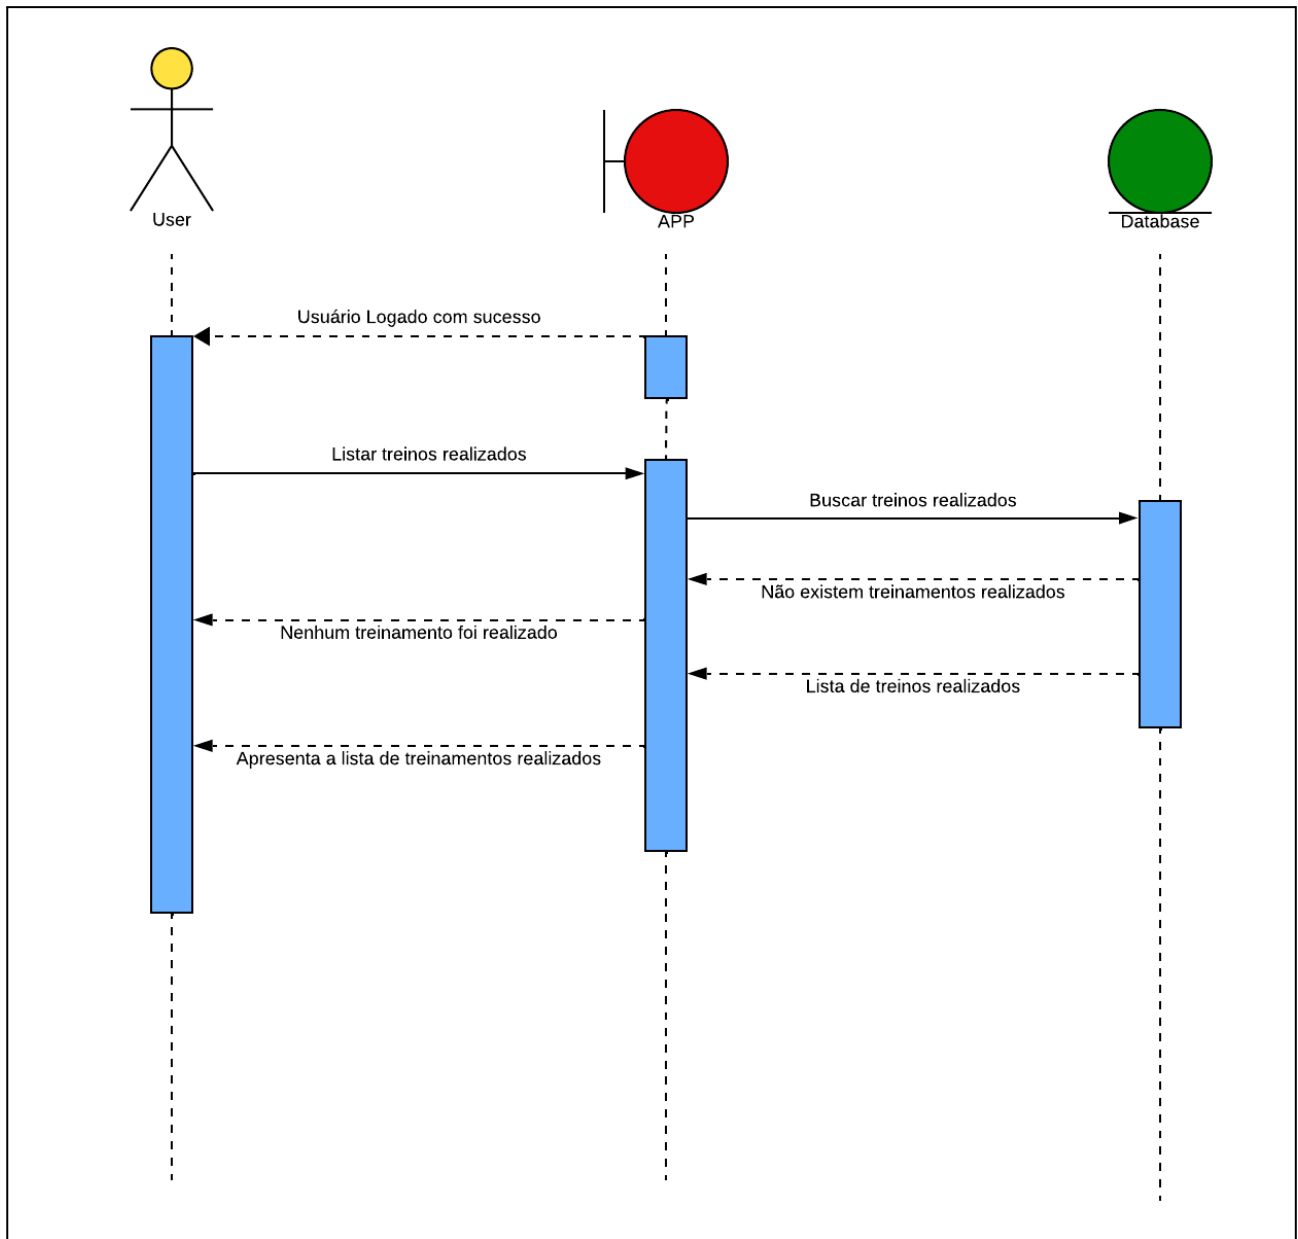 User
APP
Database
Usuário Logado com sucesso
Listar treinos realizados
Buscar treinos realizados
Não existem treinamentos realizados
Nenhum treinamento foi realizado
Lista de treinos realizados
Apresenta a lista de treinamentos realizados